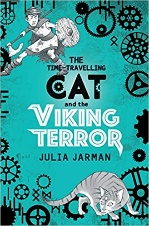 THE
TIME-TRAVELLING
CAT
and the
VIKING
TERROR
JULIA JARMAN